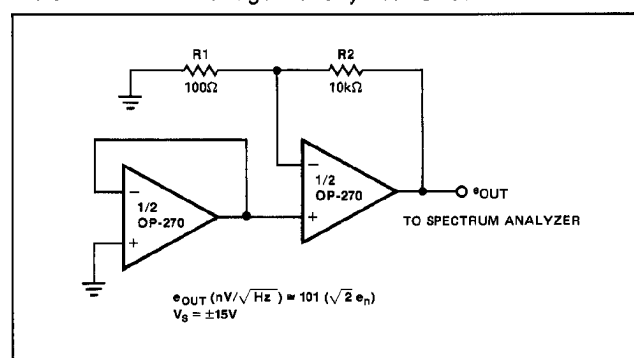 R1
100Ω
R2
10kΩ
1/2
OP-270
1/2
OP-270
eOUT
TO SPECTRUM ANALYZER
eOUT (nV/√Hz) ≈ 101 (√2 en)
VS = ±15V